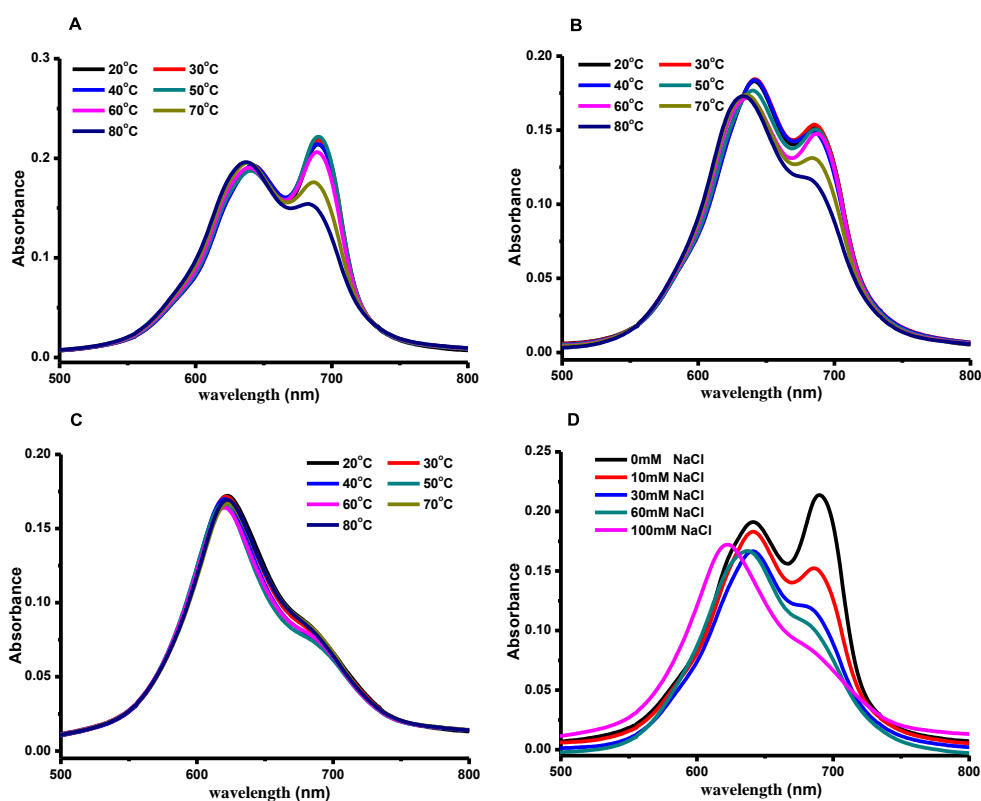 A
20°C 30°C
40°C 50°C
60°C 70°C
80°C
0.3
0.2
0.1
0.0
Absorbance
500 600 700 800
wavelength (nm)
B
20°C 30°C
40°C 50°C
60°C 70°C
80°C
0.20
0.15
0.10
0.05
0.00
Absorbance
500 600 700 800
wavelength (nm)
C
20°C 30°C
40°C 50°C
60°C 70°C
80°C
0.20
0.15
0.10
0.05
0.00
Absorbance
500 600 700 800
wavelength (nm)
D
0mM NaCl
10mM NaCl
30mM NaCl
60mM NaCl
100mM NaCl
0.25
0.20
0.15
0.10
0.05
0.00
Absorbance
500 600 700 800
wavelength (nm)